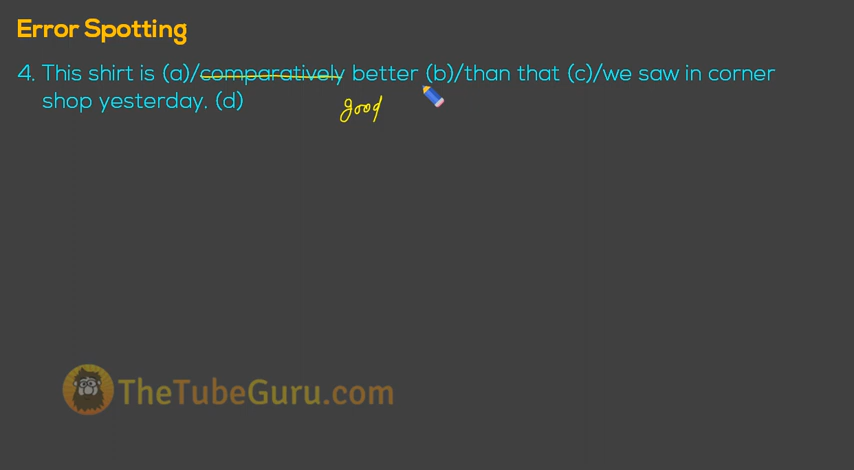 Error Spotting
4. This shirt is (a)/comparatively better (b)/than that (c)/we saw in corner
shop yesterday. (d)
good
TheTubeGuru.com